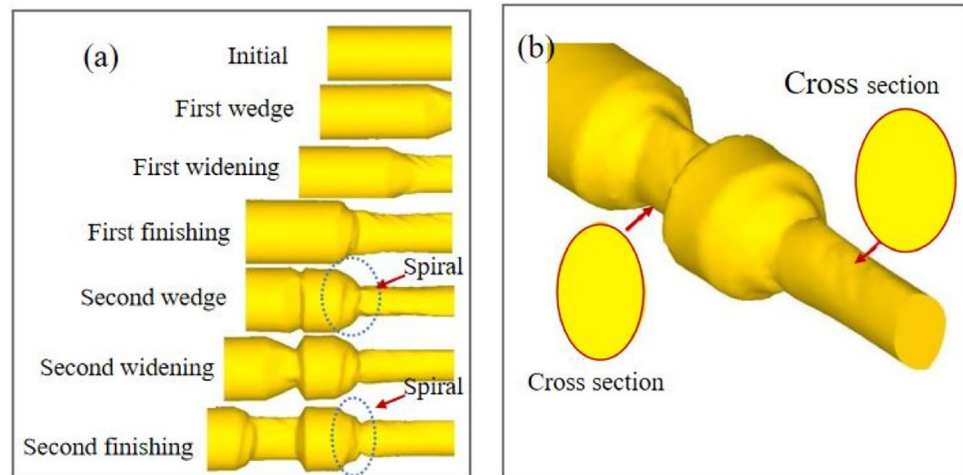 (a)
Initial
First wedge
First widening
First finishing
Spiral
Second wedge
Second widening
Spiral
Second finishing
(b)
Cross section
Cross section